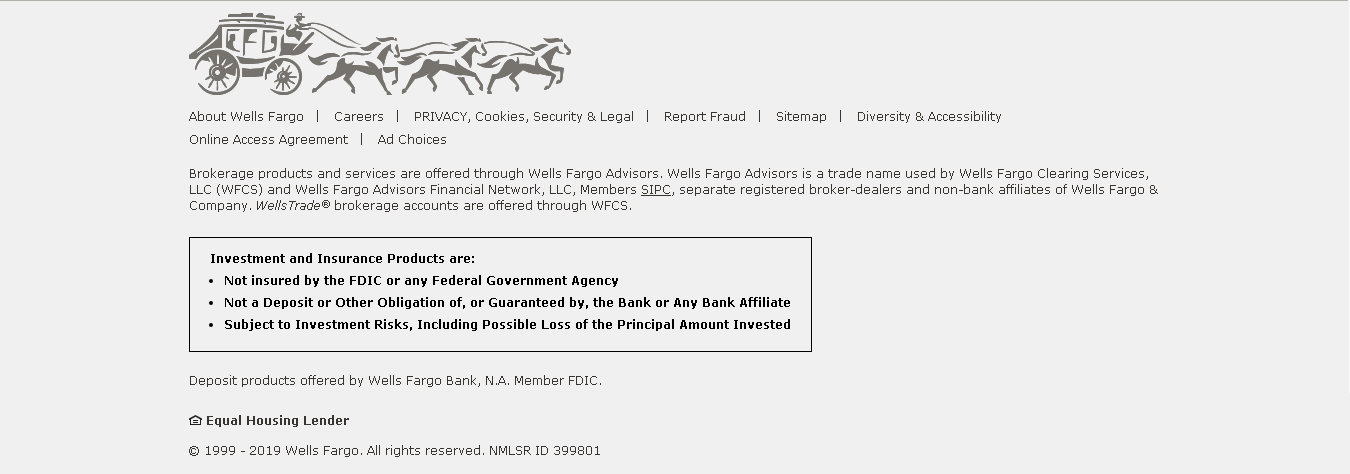 About Wells Fargo | Careers | PRIVACY, Cookies, Security & Legal | Report Fraud | Sitemap | Diversity & Accessibility
Online Access Agreement | Ad Choices
Brokerage products and services are offered through Wells Fargo Advisors. Wells Fargo Advisors is a trade name used by Wells Fargo Clearing Services,
LLC (WFCS) and Wells Fargo Advisors Financial Network, LLC, Members SIPC, separate registered broker-dealers and non-bank affiliates of Wells Fargo &
Company. WellsTrade® brokerage accounts are offered through WFCS.
Investment and Insurance Products are:
• Not insured by the FDIC or any Federal Government Agency
• Not a Deposit or Other Obligation of, or Guaranteed by, the Bank or Any Bank Affiliate
• Subject to Investment Risks, Including Possible Loss of the Principal Amount Invested
Deposit products offered by Wells Fargo Bank, N.A. Member FDIC.
Equal Housing Lender
© 1999 - 2019 Wells Fargo. All rights reserved. NMLSR ID 399801